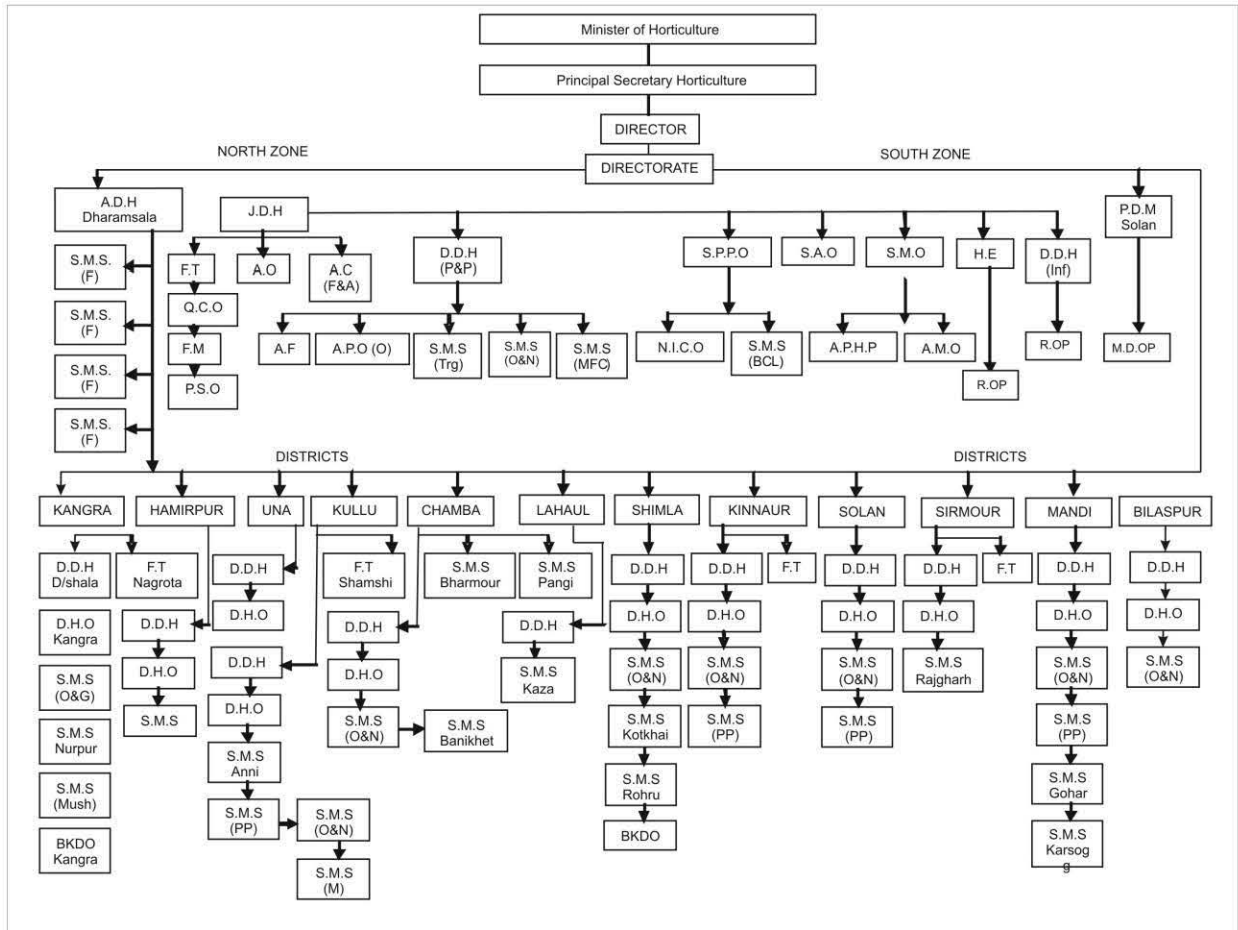 Minister of Horticulture
Principal Secretary Horticulture
DIRECTOR
NORTH ZONE
SOUTH ZONE
DIRECTORATE
A.D.H
Dharamsala
J.D.H
P.D.M
Solan
S.M.S.
(F)
S.M.S.
(F)
S.M.S.
(F)
S.M.S.
(F)
F.T
A.O
A.C
(F&A)
D.D.H
(P&P)
S.P.P.O
S.A.O
S.M.O
H.E
D.D.H
(Inf)
Q.C.O
F.M
P.S.O
A.F
A.P.O (O)
S.M.S
(Trg)
S.M.S
(O&N)
S.M.S
(MFC)
N.I.C.O
S.M.S
(BCL)
A.P.H.P
A.M.O
R.OP
R.OP
M.D.OP
DISTRICTS
DISTRICTS
KANGRA
HAMIRPUR
UNA
KULLU
CHAMBA
LAHAUL
SHIMLA
KINNAUR
SOLAN
SIRMOUR
MANDI
BILASPUR
D.D.H
D/shala
F.T
Nagrota
D.H.O
Kangra
S.M.S
(O&G)
S.M.S
Nurpur
S.M.S
(Mush)
BKDO
Kangra
D.D.H
D.H.O
S.M.S
D.D.H
D.H.O
F.T
Shamshi
D.D.H
D.H.O
S.M.S
Anni
S.M.S
(PP)
S.M.S
(O&N)
S.M.S
(M)
S.M.S
Bharmour
S.M.S
Pangi
D.D.H
D.H.O
S.M.S
(O&N)
S.M.S
Banikhet
D.D.H
S.M.S
Kaza
D.D.H
D.H.O
S.M.S
(O&N)
S.M.S
Kotkhai
S.M.S
Rohru
BKDO
D.D.H
F.T
D.H.O
S.M.S
(O&N)
S.M.S
(PP)
D.D.H
D.H.O
S.M.S
(O&N)
S.M.S
(PP)
D.D.H
F.T
D.H.O
S.M.S
Rajgharh
D.D.H
D.H.O
S.M.S
(O&N)
S.M.S
(PP)
S.M.S
Gohar
S.M.S
Karsog
g
D.D.H
D.H.O
S.M.S
(O&N)